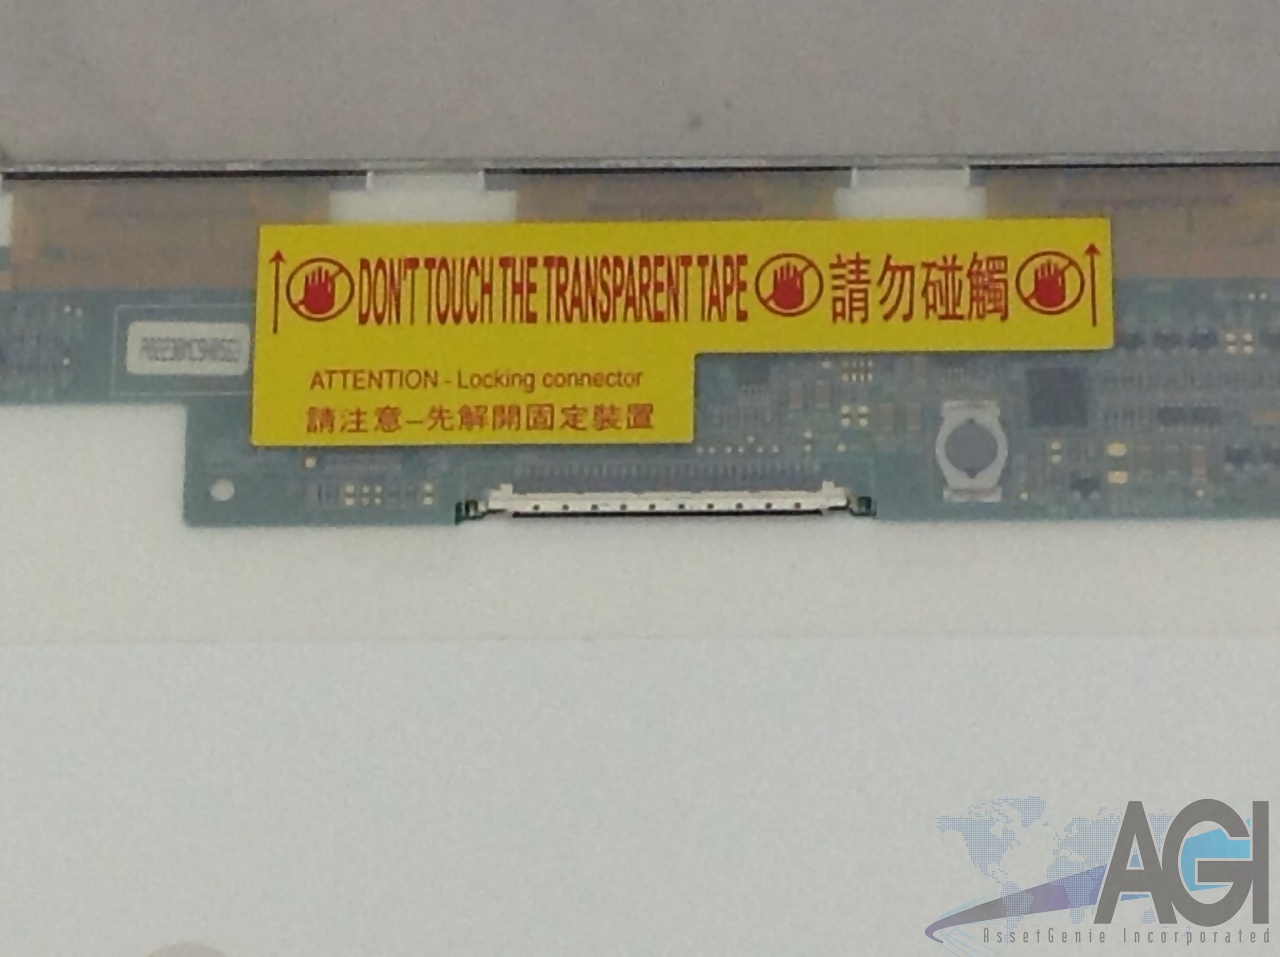 DON'T TOUCH THE TRANSPARENT TAPE 請勿碰觸
ATTENTION - Locking connector
請注意–先解開固定裝置
AGI
AssetGenie Incorporated